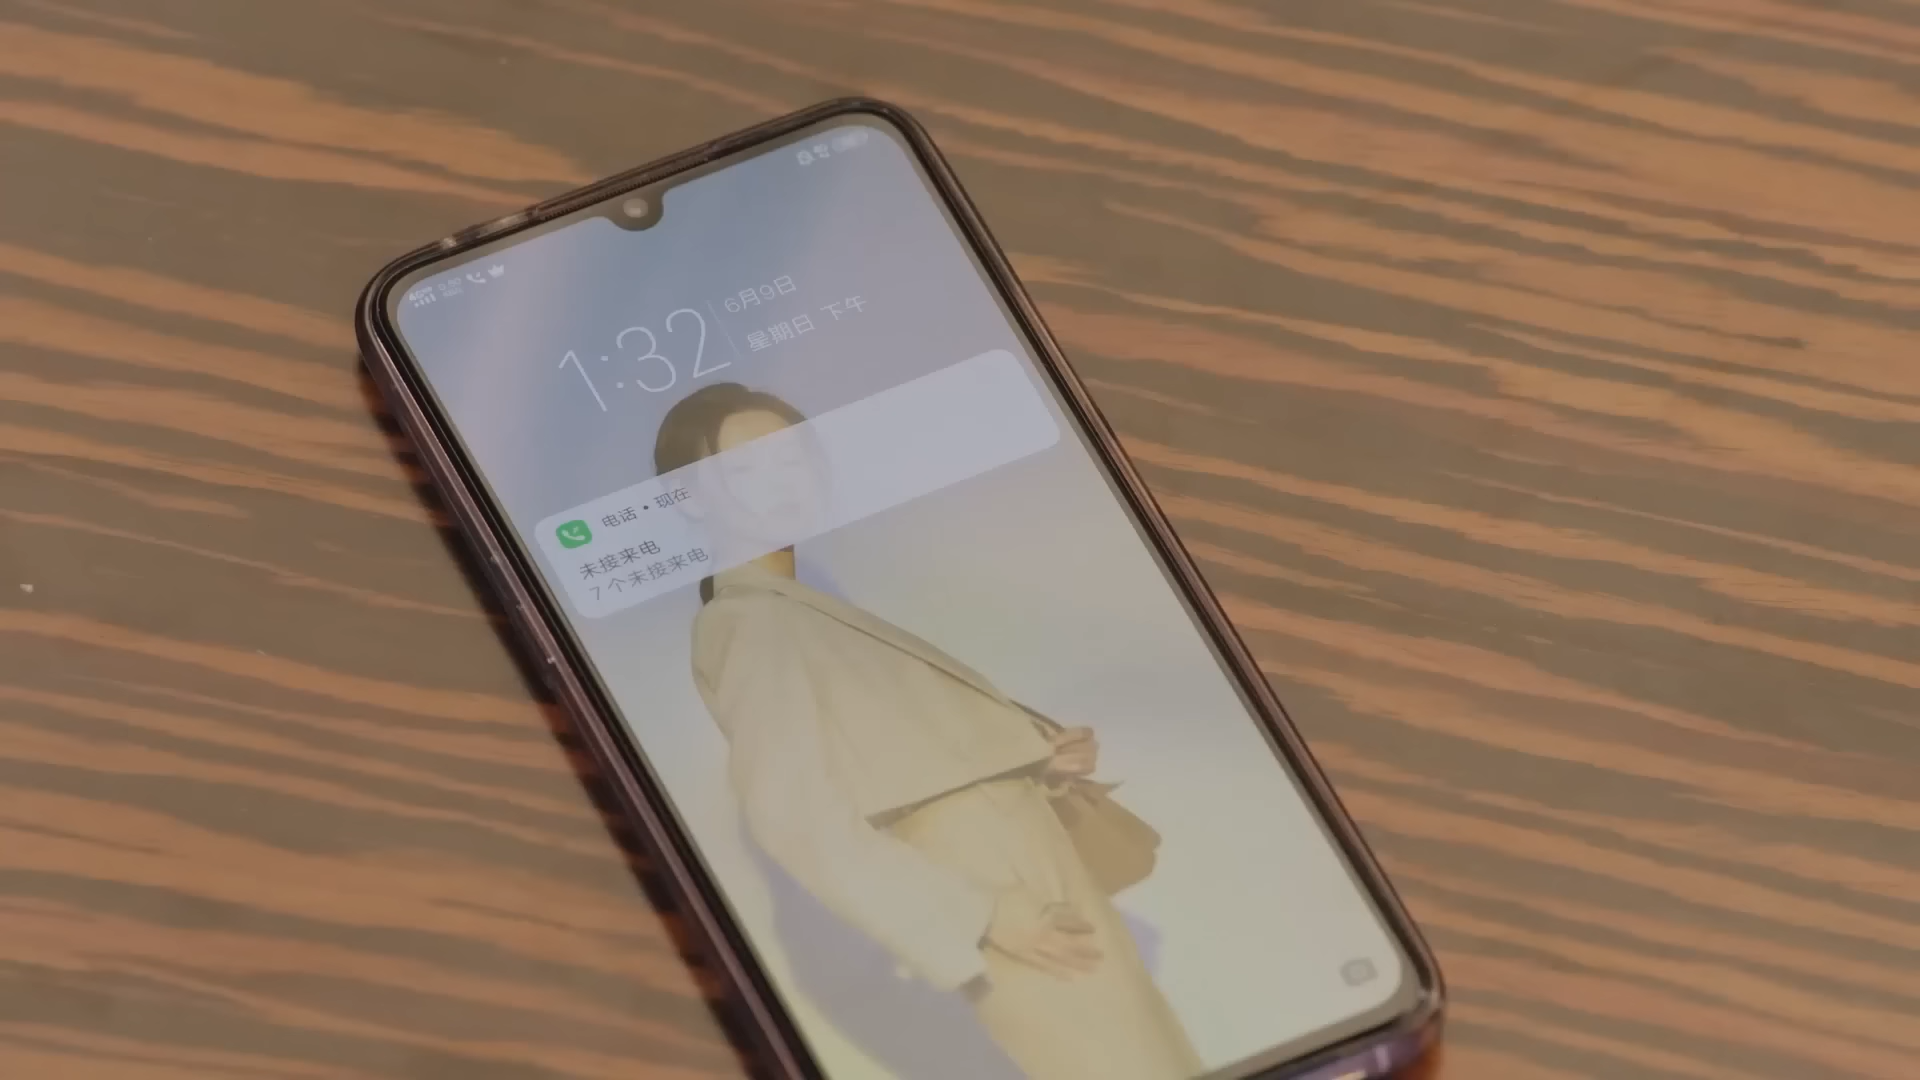 1:32
6月9日
星期日 下午
电话 • 现在
未接来电
7 个未接来电